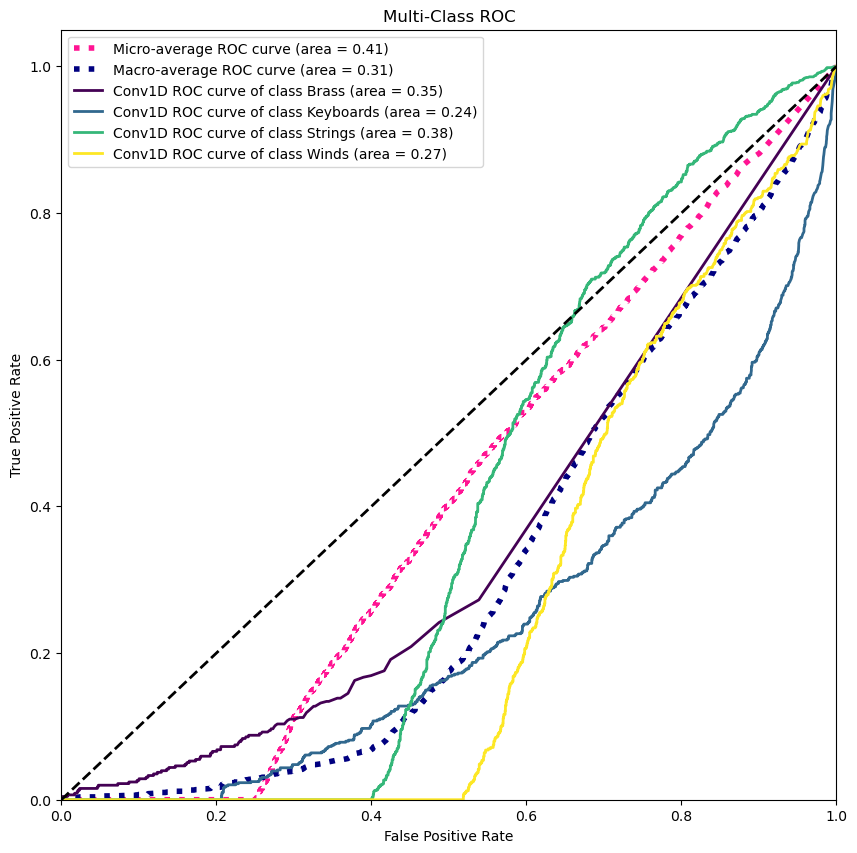 Multi-Class ROC
Micro-average ROC curve (area = 0.41)
Macro-average ROC curve (area = 0.31)
Conv1D ROC curve of class Brass (area = 0.35)
Conv1D ROC curve of class Keyboards (area = 0.24)
Conv1D ROC curve of class Strings (area = 0.38)
Conv1D ROC curve of class Winds (area = 0.27)
1.0
0.8
0.6
0.4
0.2
0.0
True Positive Rate
0.0 0.2 0.4 0.6 0.8 1.0
False Positive Rate